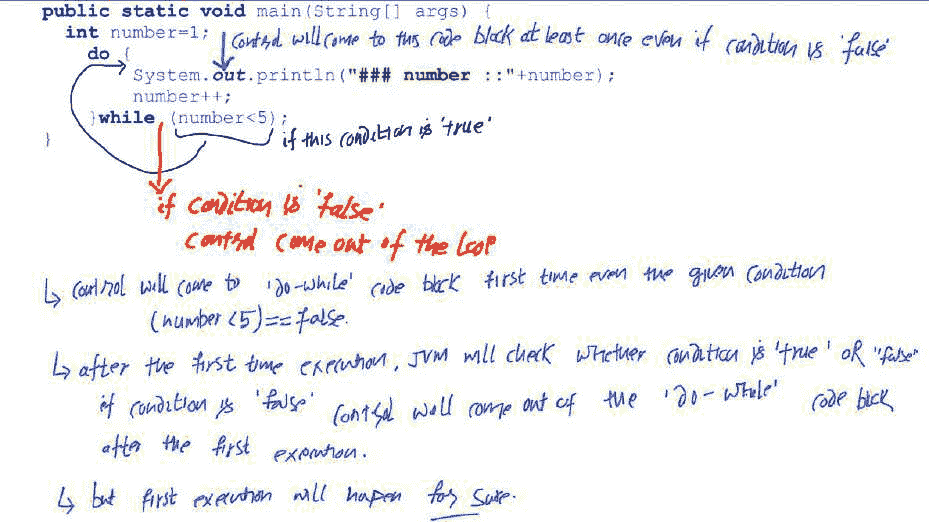 public static void main(String[] args) {
int number=1;
control will come to this code block at least once even if condition is 'false'
do {
System.out.println("### number ::"+number);
number++;
}while (number<5);
if this condition is 'true'
}
if condition is 'false'
control come out of the loop
↳ control will come to 'do-while' code block first time even the given condition
(number<5)==false.
↳ after the first time execution, JVM will check whether condition is 'true' OR "false"
if condition is 'false' control will come out of the 'do-while' code block
after the first execution.
↳ but first execution will happen for sure.